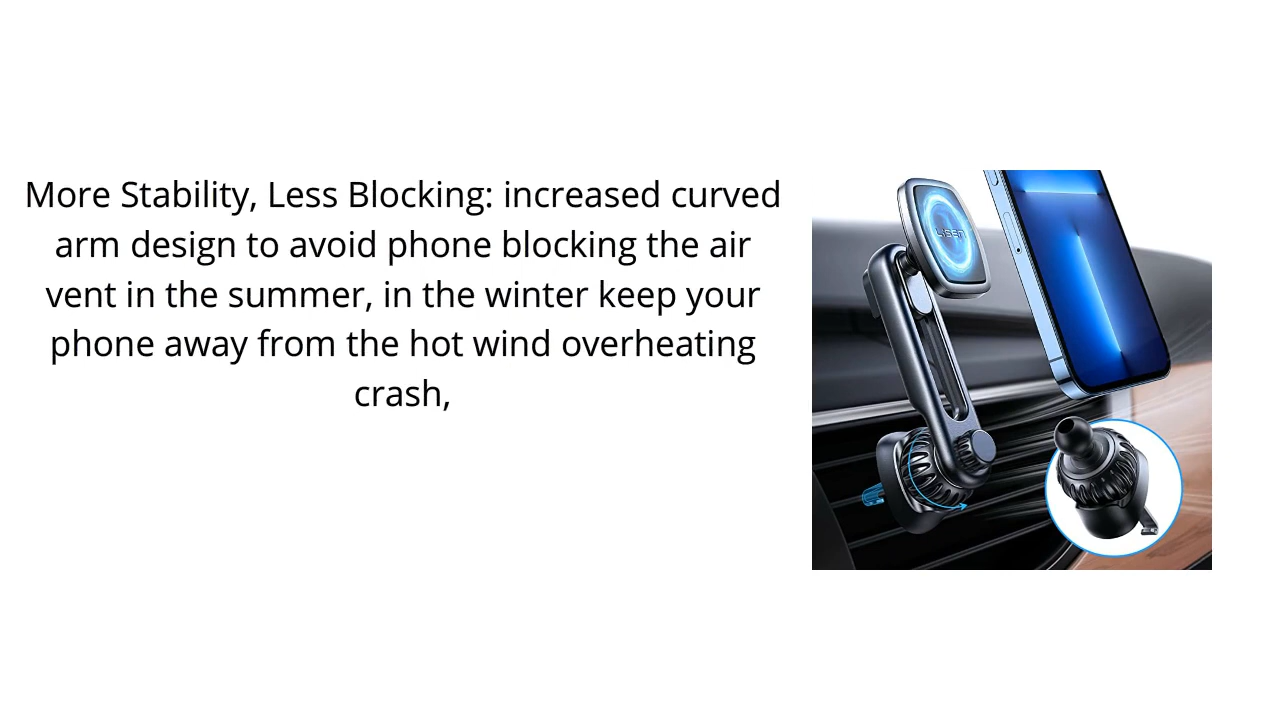 More Stability, Less Blocking: increased curved
arm design to avoid phone blocking the air
vent in the summer, in the winter keep your
phone away from the hot wind overheating
crash,
LISEN